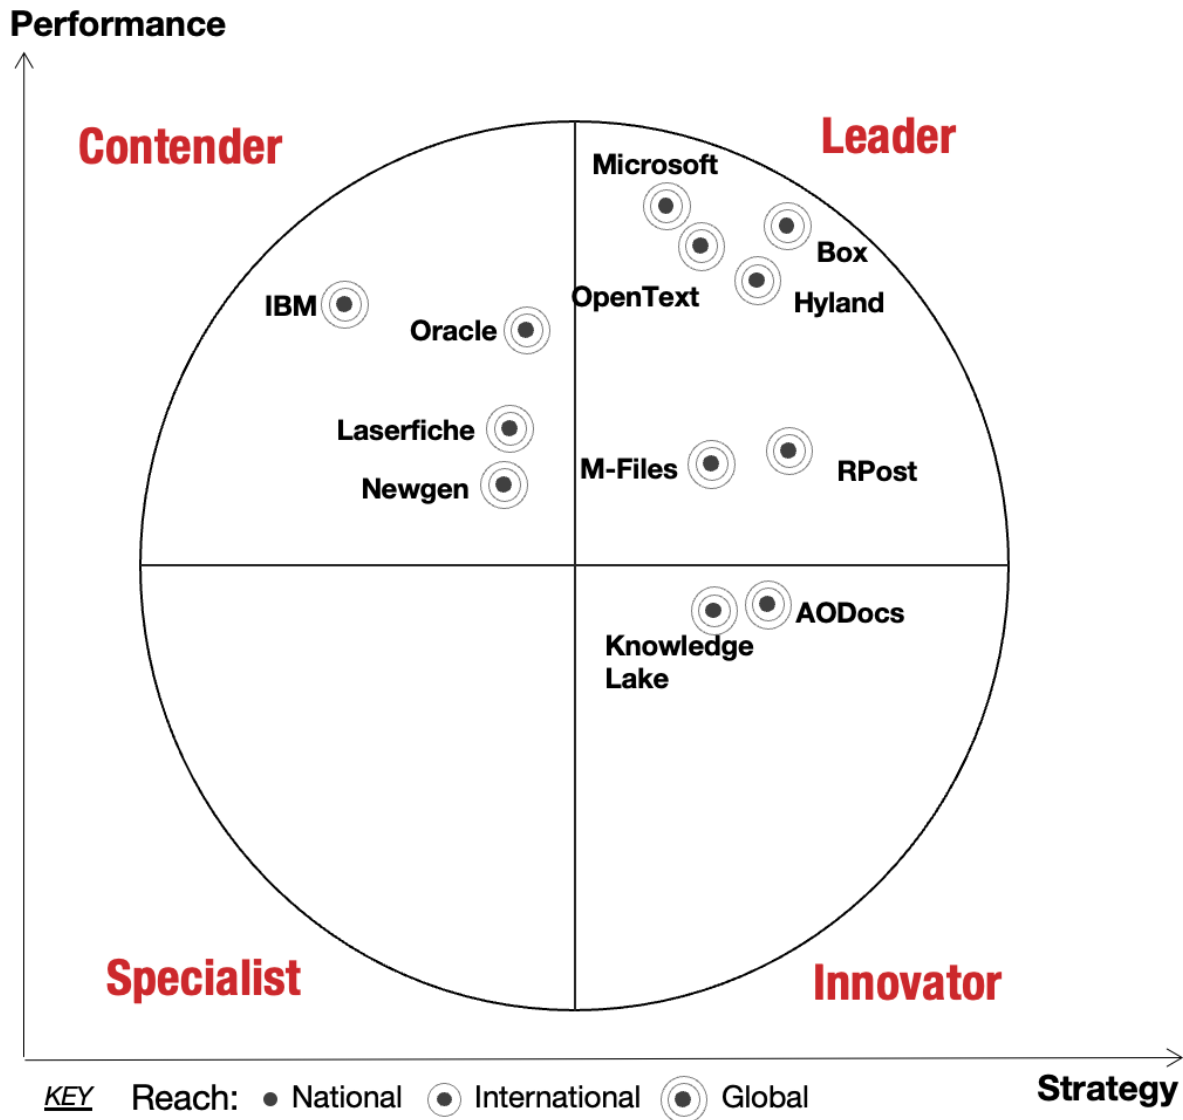 Performance
Contender
Leader
Microsoft
Box
OpenText
Hyland
IBM
Oracle
Laserfiche
Newgen
M-Files
RPost
AODocs
Knowledge
Lake
Specialist
Innovator
Strategy
KEY Reach: National International Global